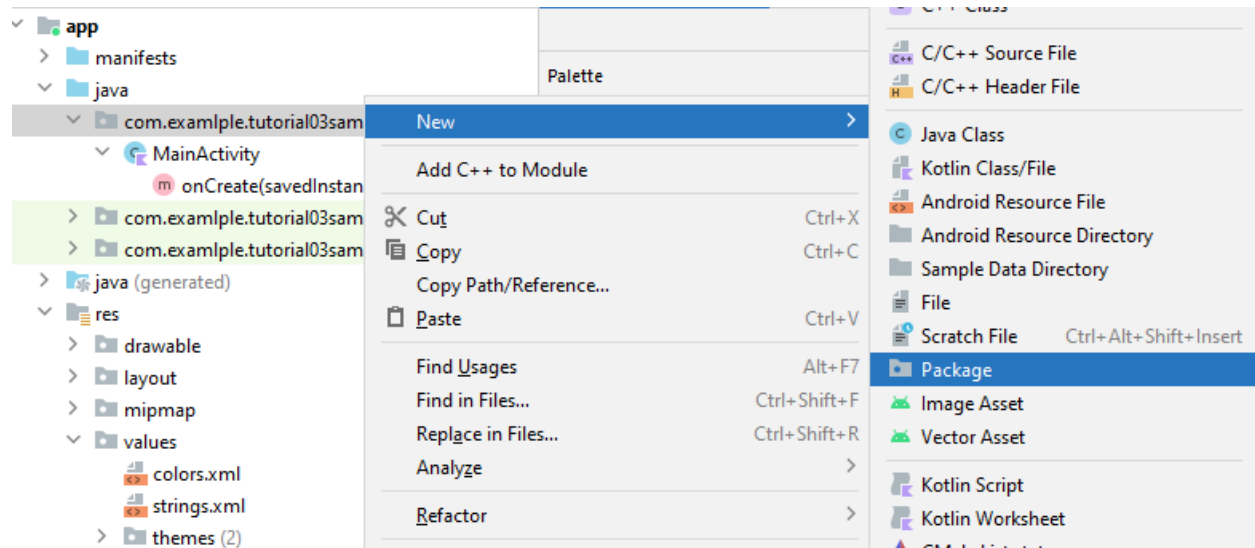 app
manifests
java
com.examlple.tutorial03sam
MainActivity
onCreate(savedInstan
com.examlple.tutorial03sam
com.examlple.tutorial03sam
java (generated)
res
drawable
layout
mipmap
values
colors.xml
strings.xml
themes (2)
Palette
New
Add C++ to Module
Cut Ctrl+X
Copy Ctrl+C
Copy Path/Reference...
Paste Ctrl+V
Find Usages Alt+F7
Find in Files... Ctrl+Shift+F
Replace in Files... Ctrl+Shift+R
Analyze
Refactor
C++ Class
C/C++ Source File
C/C++ Header File
Java Class
Kotlin Class/File
Android Resource File
Android Resource Directory
Sample Data Directory
File
Scratch File Ctrl+Alt+Shift+Insert
Package
Image Asset
Vector Asset
Kotlin Script
Kotlin Worksheet